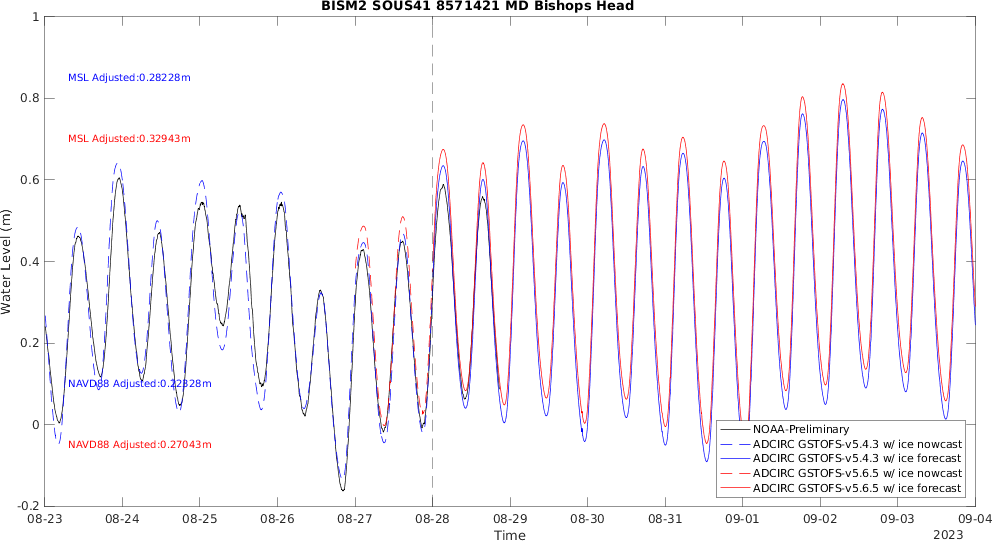 BISM2 SOUS41 8571421 MD Bishops Head
1
0.8
0.6
0.4
0.2
0
-0.2
Water Level (m)
MSL Adjusted:0.28228m
MSL Adjusted:0.32943m
NAVD88 Adjusted:0.22328m
NAVD88 Adjusted:0.27043m
NOAA-Preliminary
ADCIRC GSTOFS-v5.4.3 w/ ice nowcast
ADCIRC GSTOFS-v5.4.3 w/ ice forecast
ADCIRC GSTOFS-v5.6.5 w/ ice nowcast
ADCIRC GSTOFS-v5.6.5 w/ ice forecast
08-23 08-24 08-25 08-26 08-27 08-28 08-29 08-30 08-31 09-01 09-02 09-03 09-04
Time
2023